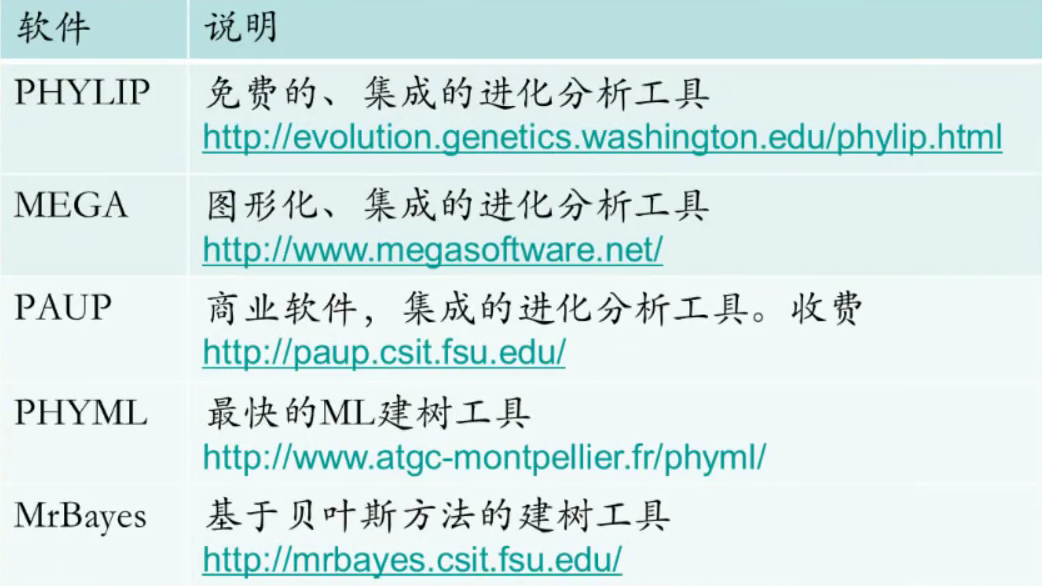 软件 说明
PHYLIP 免费的、集成的进化分析工具
http://evolution.genetics.washington.edu/phylip.html
MEGA 图形化、集成的进化分析工具
http://www.megasoftware.net/
PAUP 商业软件，集成的进化分析工具。收费
http://paup.csit.fsu.edu/
PHYML 最快的ML建树工具
http://www.atgc-montpellier.fr/phyml/
MrBayes 基于贝叶斯方法的建树工具
http://mrbayes.csit.fsu.edu/